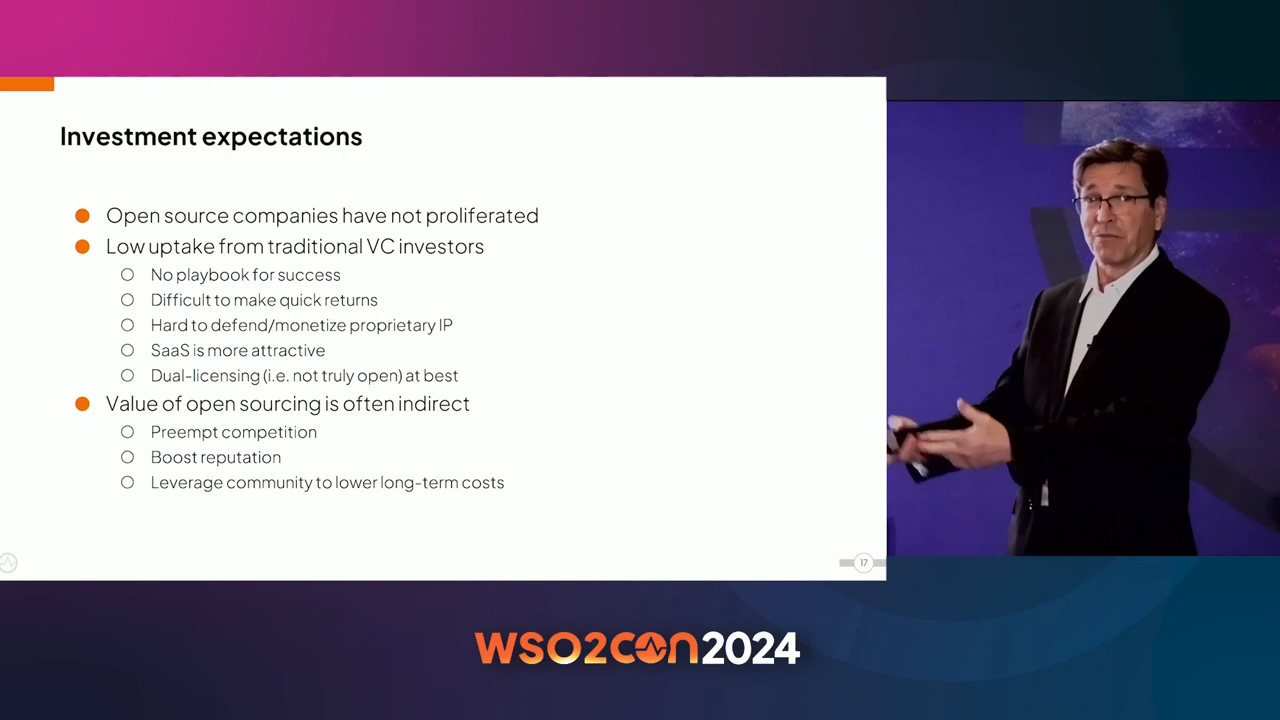 Investment expectations
Open source companies have not proliferated
Low uptake from traditional VC investors
No playbook for success
Difficult to make quick returns
Hard to defend/monetize proprietary IP
SaaS is more attractive
Dual-licensing (i.e. not truly open) at best
Value of open sourcing is often indirect
Preempt competition
Boost reputation
Leverage community to lower long-term costs
17
WSO2CON2024